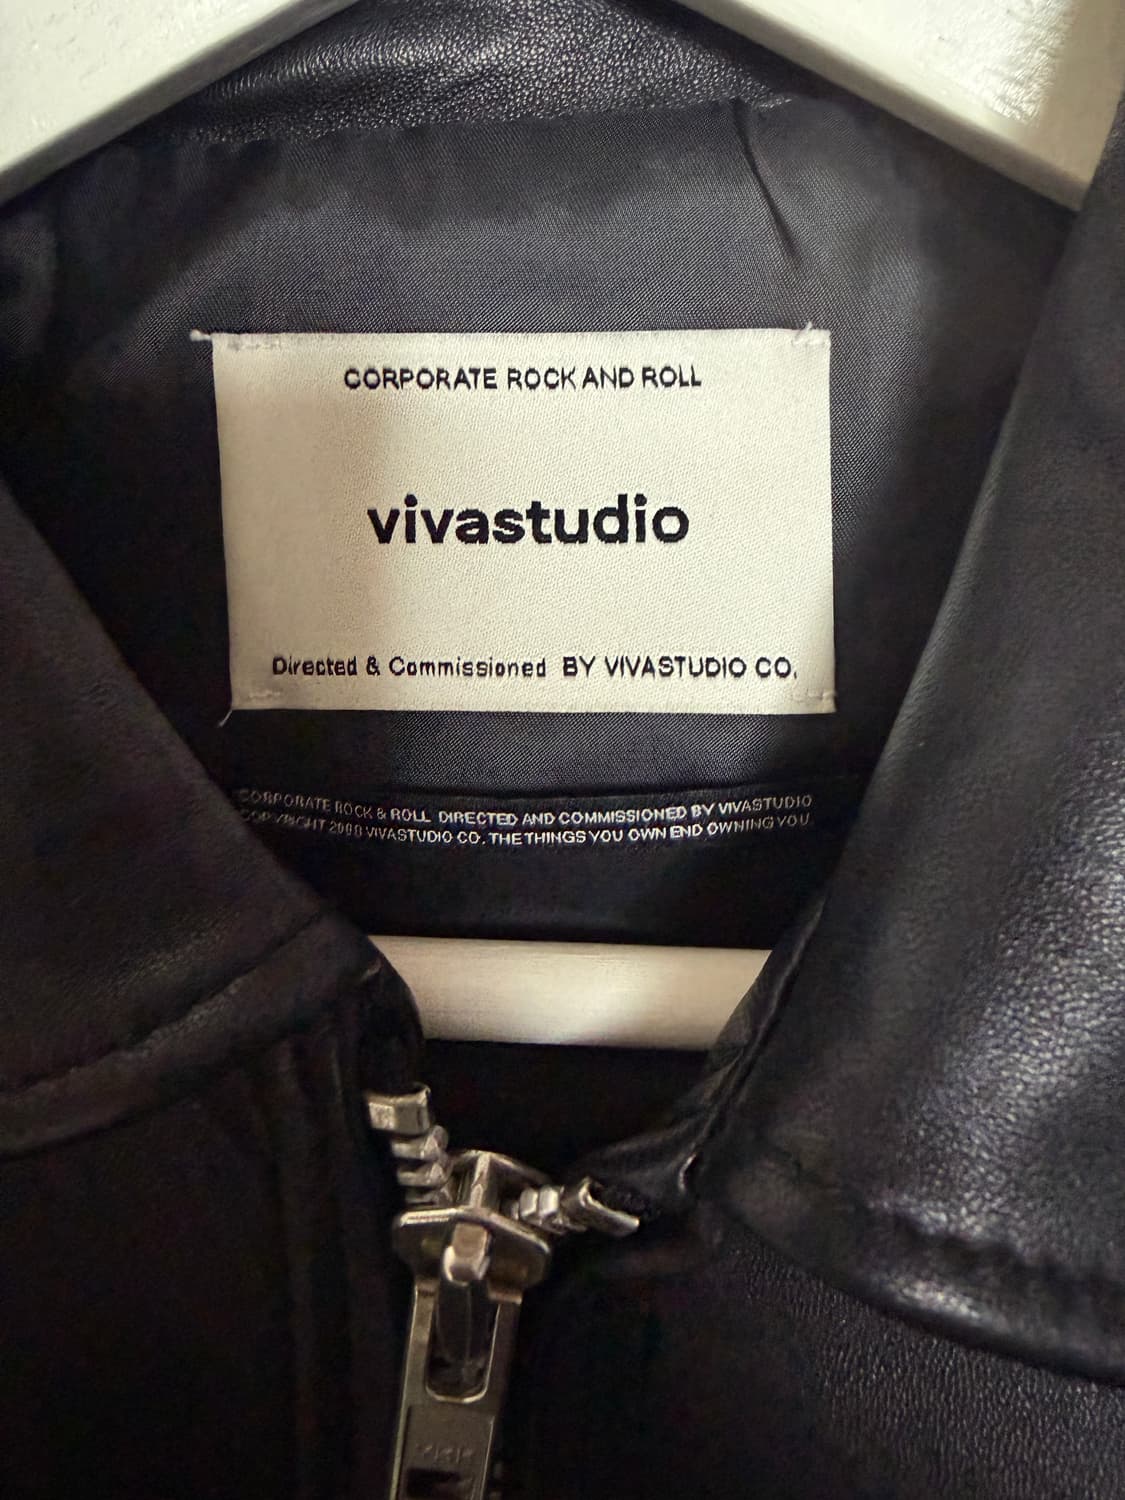 CORPORATE ROCK AND ROLL
vivastudio
Directed & Commissioned BY VIVASTUDIO CO.
CORPORATE ROCK & ROLL DIRECTED AND COMMISSIONED BY VIVASTUDIO
COPYRIGHT VIVASTUDIO CO. THE THINGS YOU OWN END OWNING YOU